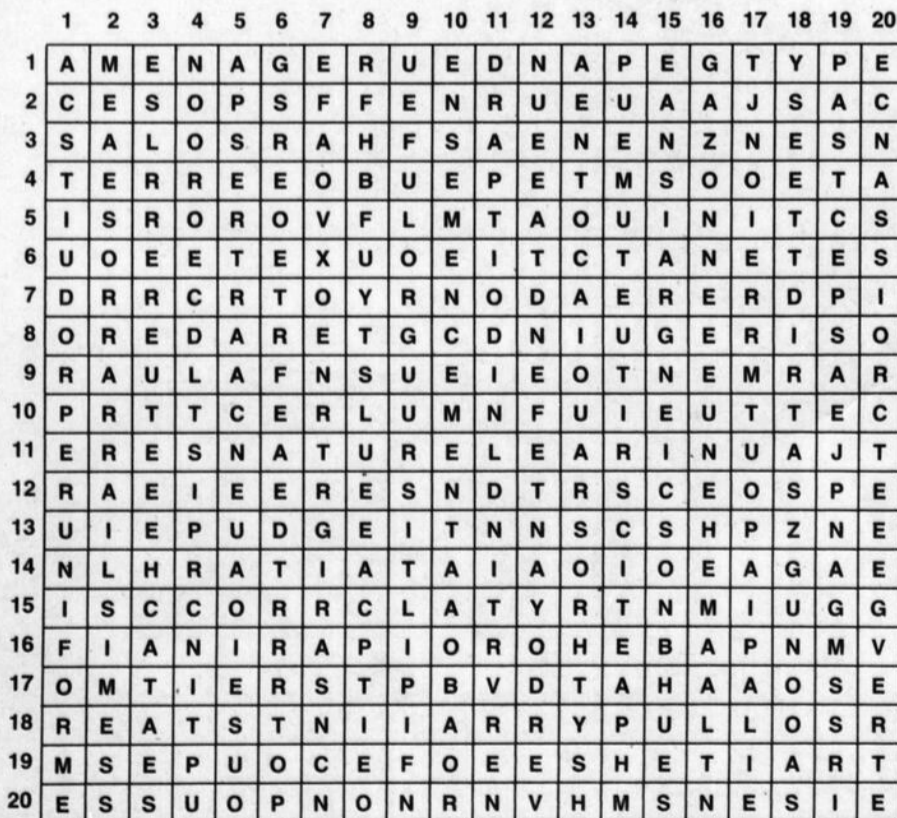 1 2 3 4 5 6 7 8 9 10 11 12 13 14 15 16 17 18 19 20
1 A M E N A G E R U E D N A P E G T Y P E
2 C E S O P S F F E N R U E U A A J S A C
3 S A L O S R A H F S A E N E N Z N E S N
4 T E R R E E O B U E P E T M S O O E T A
5 I S R O R O V F L M T A O U I N I T C S
6 U O E E T E X U O E I T C T A N E T E S
7 D R R C R T O Y R N O D A E R E R D P I
8 O R E D A R E T G C D N I U G E R I S O
9 R A U L A F N S U E I E O T N E M R A R
10 P R T T C E R L U M N F U I E U T T E C
11 E R E S N A T U R E L E A R I N U A J T
12 R A E I E E R E S N D T R S C E O S P E
13 U I E P U D G E I T N N S C S H P Z N E
14 N L H R A T I A T A I A O I O E A G A E
15 I S C C O R R C L A T Y R T N M I U G G
16 F I A N I R A P I O R O H E B A P N M V
17 O M T I E R S T P B V D T A H A A O S E
18 R E A T S T N I I A R R Y P U L L O S R
19 M S E P U O C E F O E E S H E T I A R T
20 E S S U O P N O N R N V H M S N E S I E